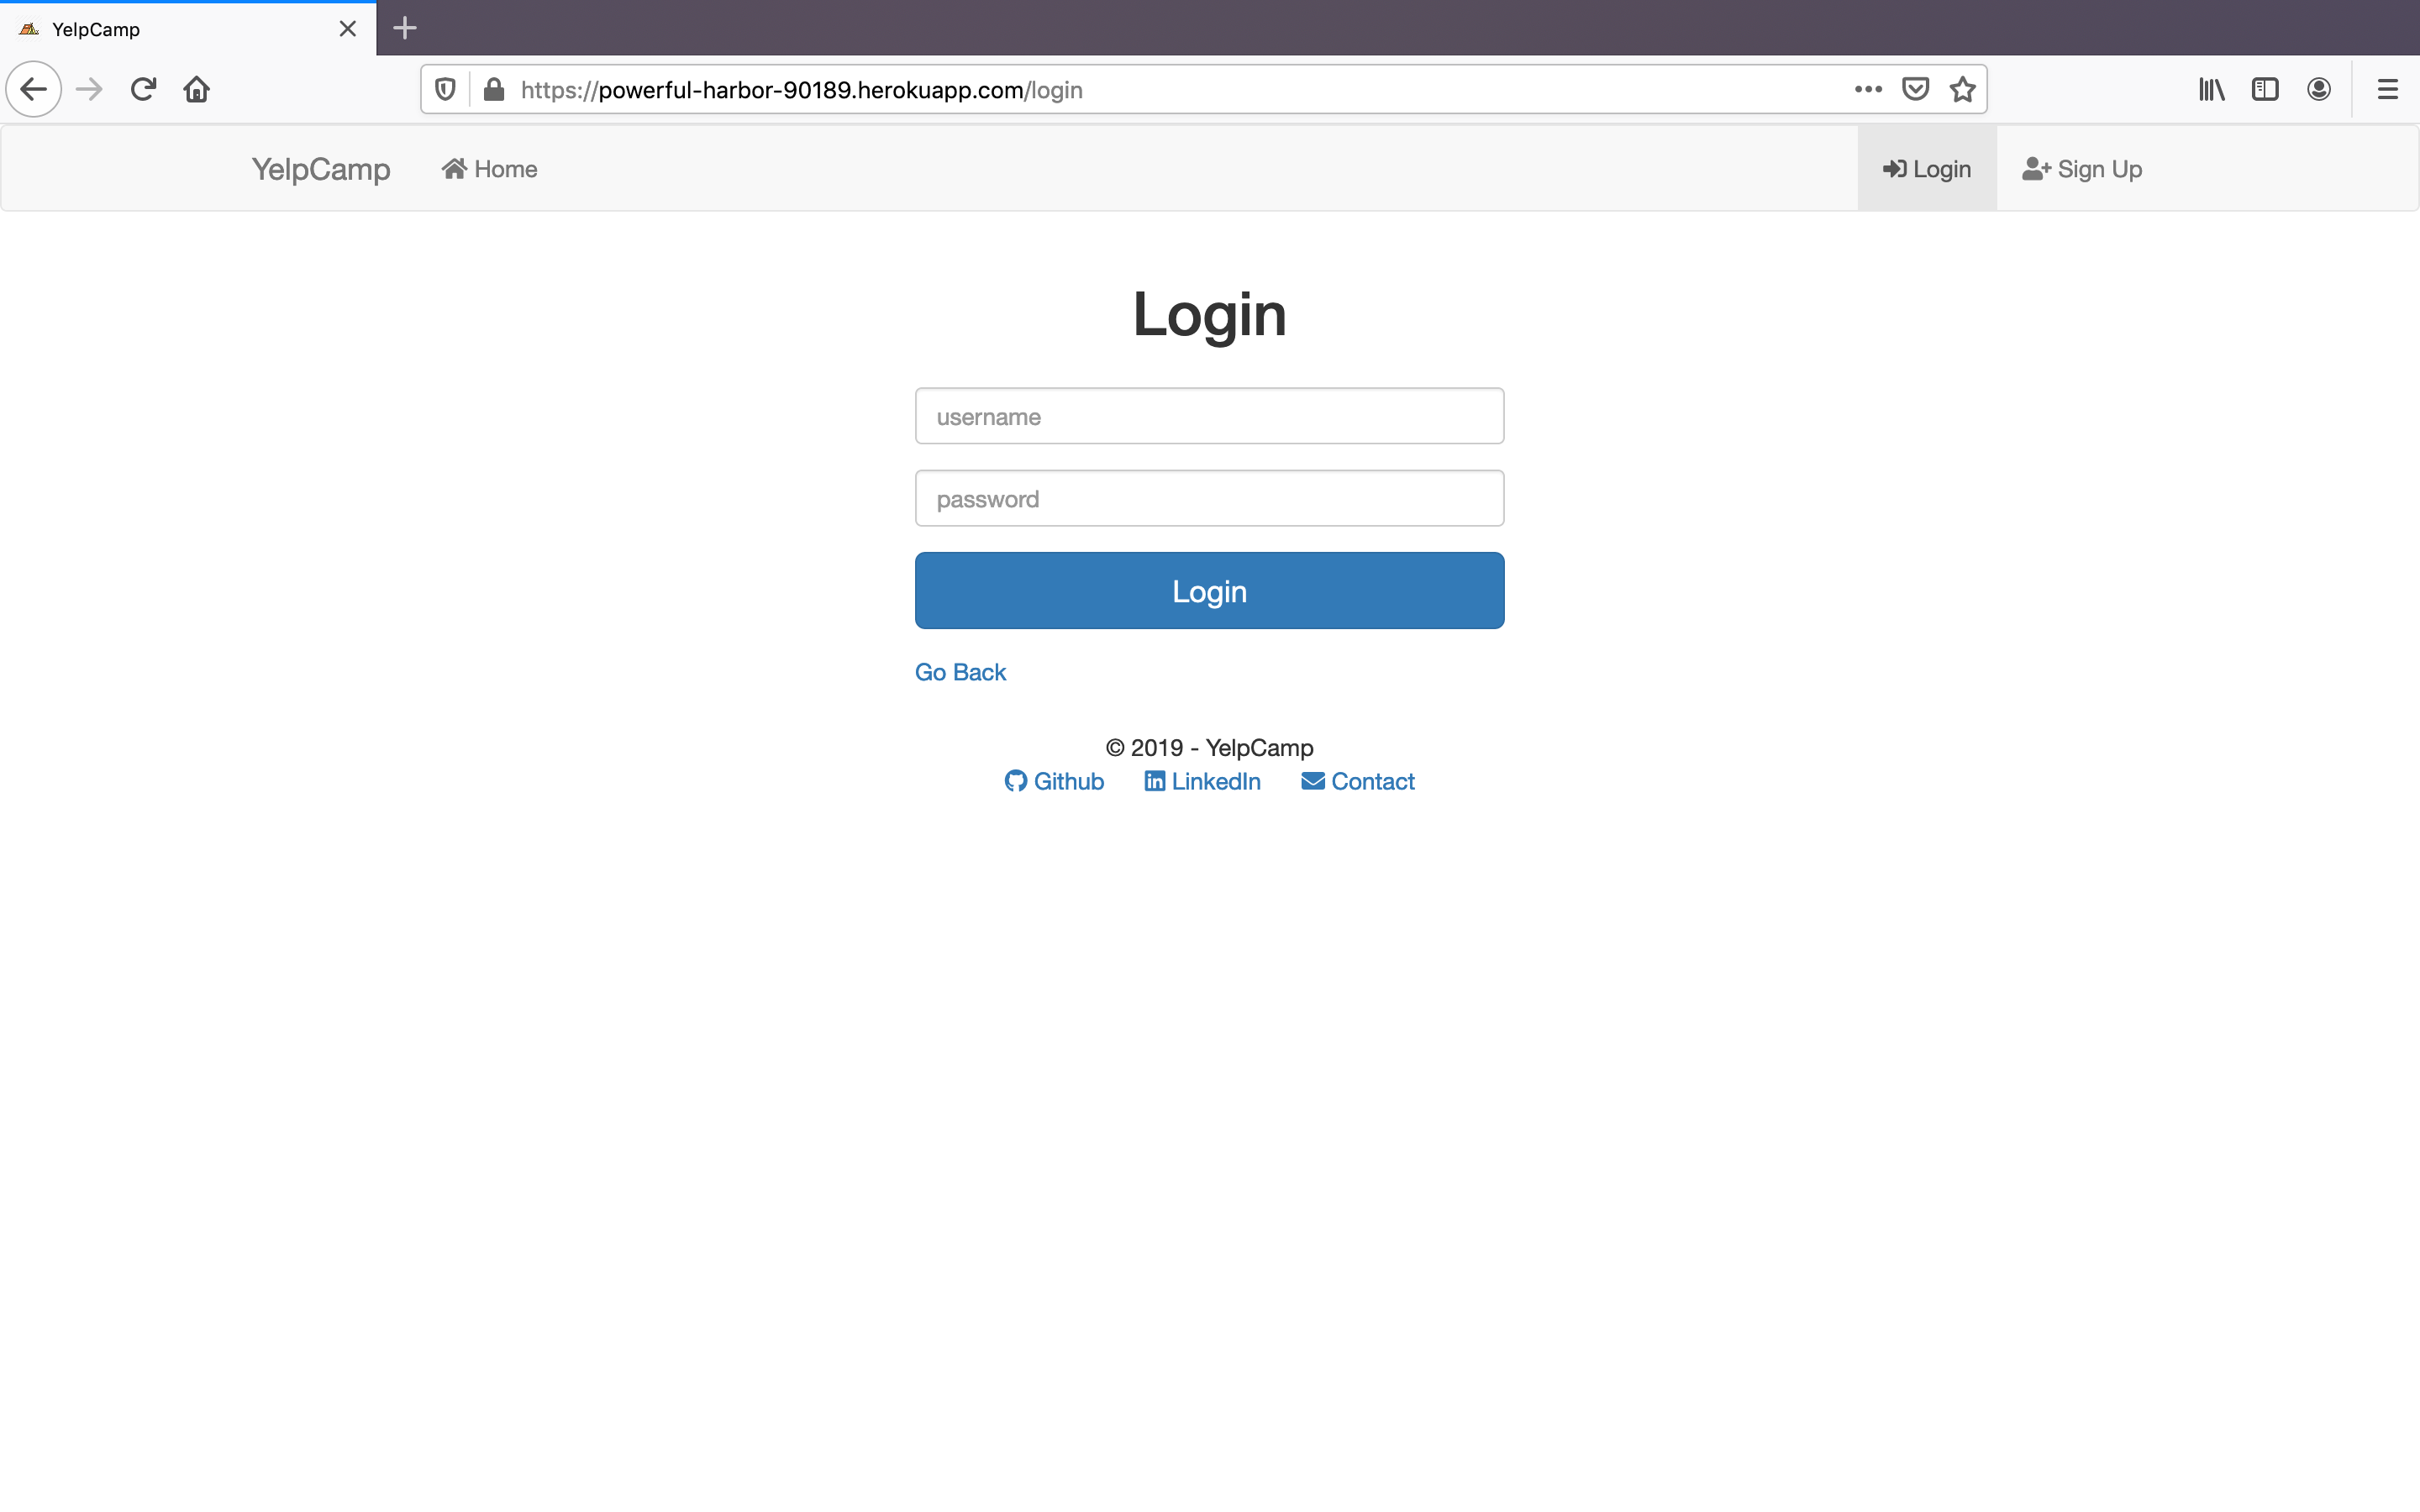 YelpCamp
https://powerful-harbor-90189.herokuapp.com/login
YelpCamp Home Login Sign Up
Login
username
password
Login
Go Back
© 2019 - YelpCamp
Github LinkedIn Contact